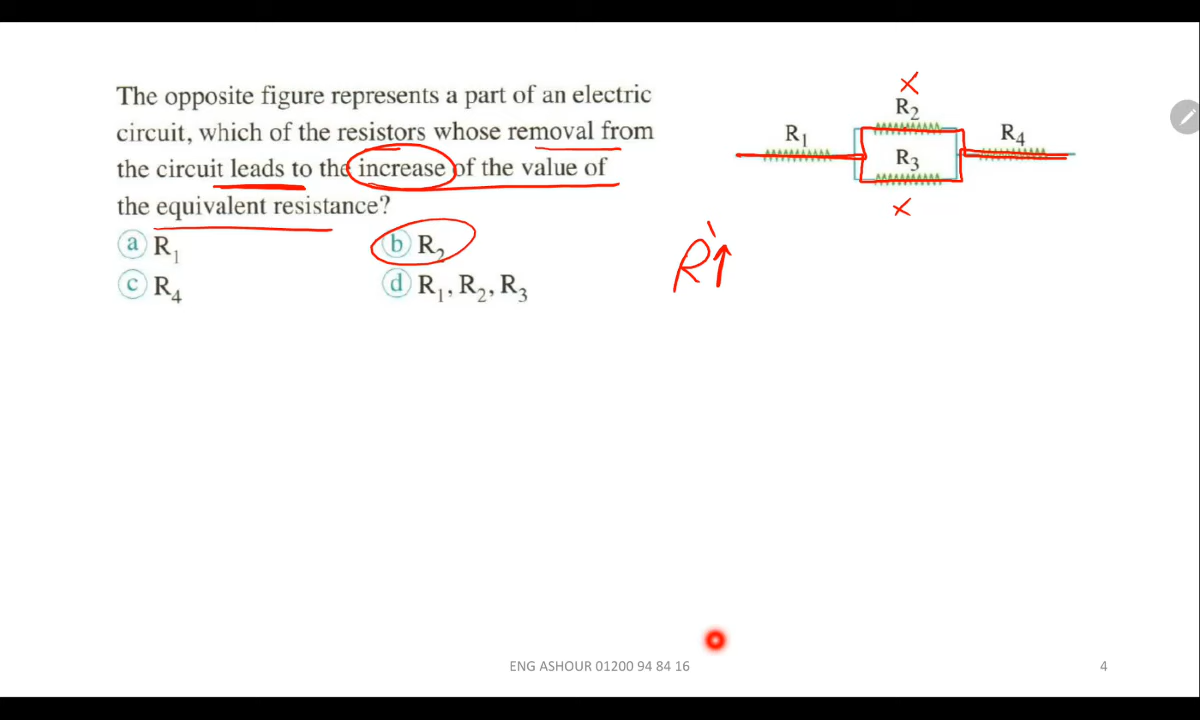 The opposite figure represents a part of an electric
circuit, which of the resistors whose removal from
the circuit leads to the increase of the value of
the equivalent resistance?
a R₁
b R₂
c R₄
d R₁, R₂, R₃
X
R₂
R₁
R₃
R₄
X
R'↑
ENG ASHOUR 01200 94 84 16
4